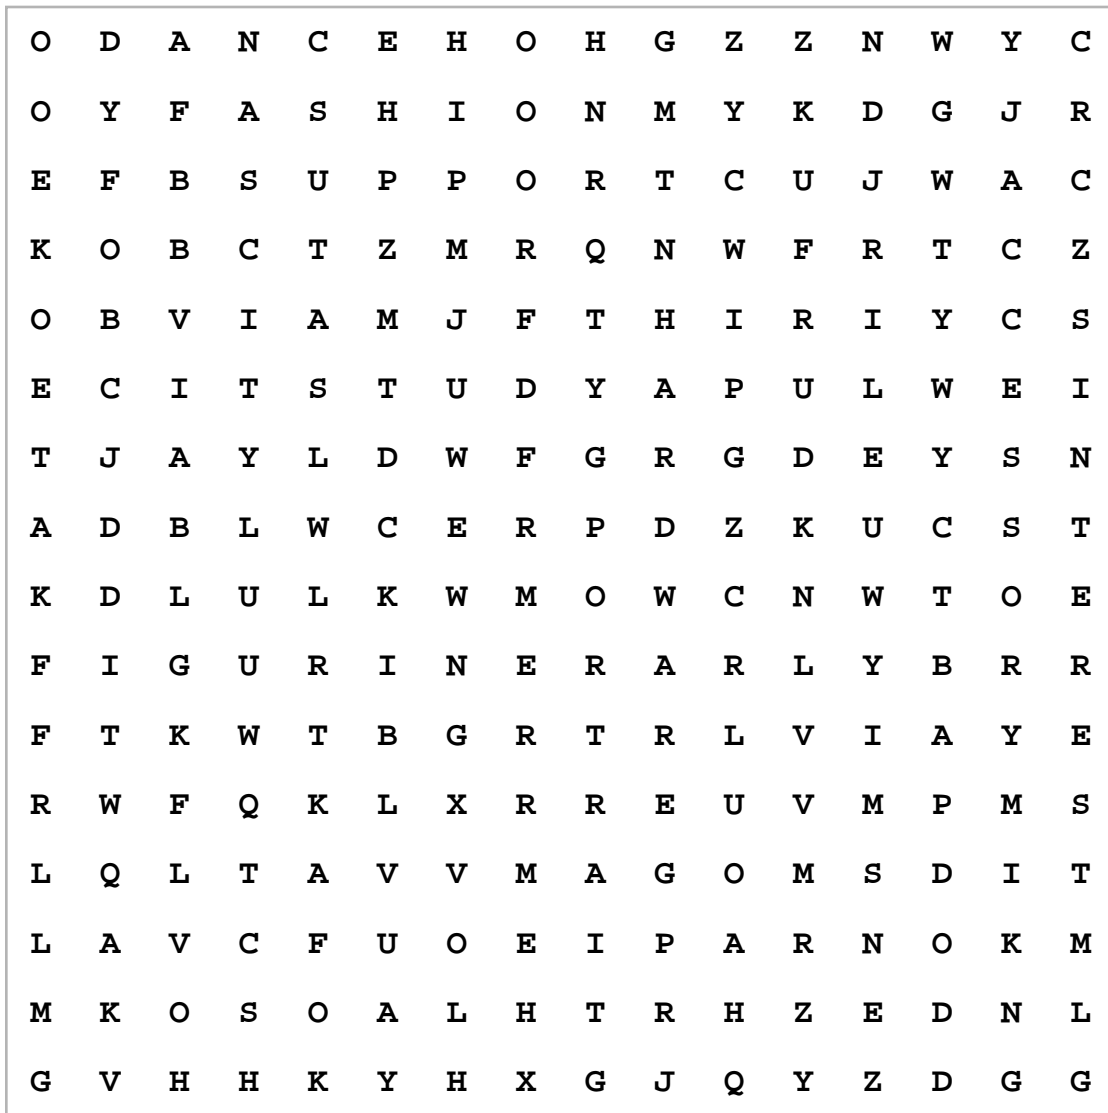 O D A N C E H O H G Z Z N W Y C
O Y F A S H I O N M Y K D G J R
E F B S U P P O R T C U J W A C
K O B C T Z M R Q N W F R T C Z
O B V I A M J F T H I R I Y C S
E C I T S T U D Y A P U L W E I
T J A Y L D W F G R G D E Y S N
A D B L W C E R P D Z K U C S T
K D L U L K W M O W C N W T O E
F I G U R I N E R A R L Y B R R
F T K W T B G R T R L V I A Y E
R W F Q K L X R R E U V M P M S
L Q L T A V V M A G O M S D I T
L A V C F U O E I P A R N O K M
M K O S O A L H T R H Z E D N L
G V H H K Y H X G J Q Y Z D G G